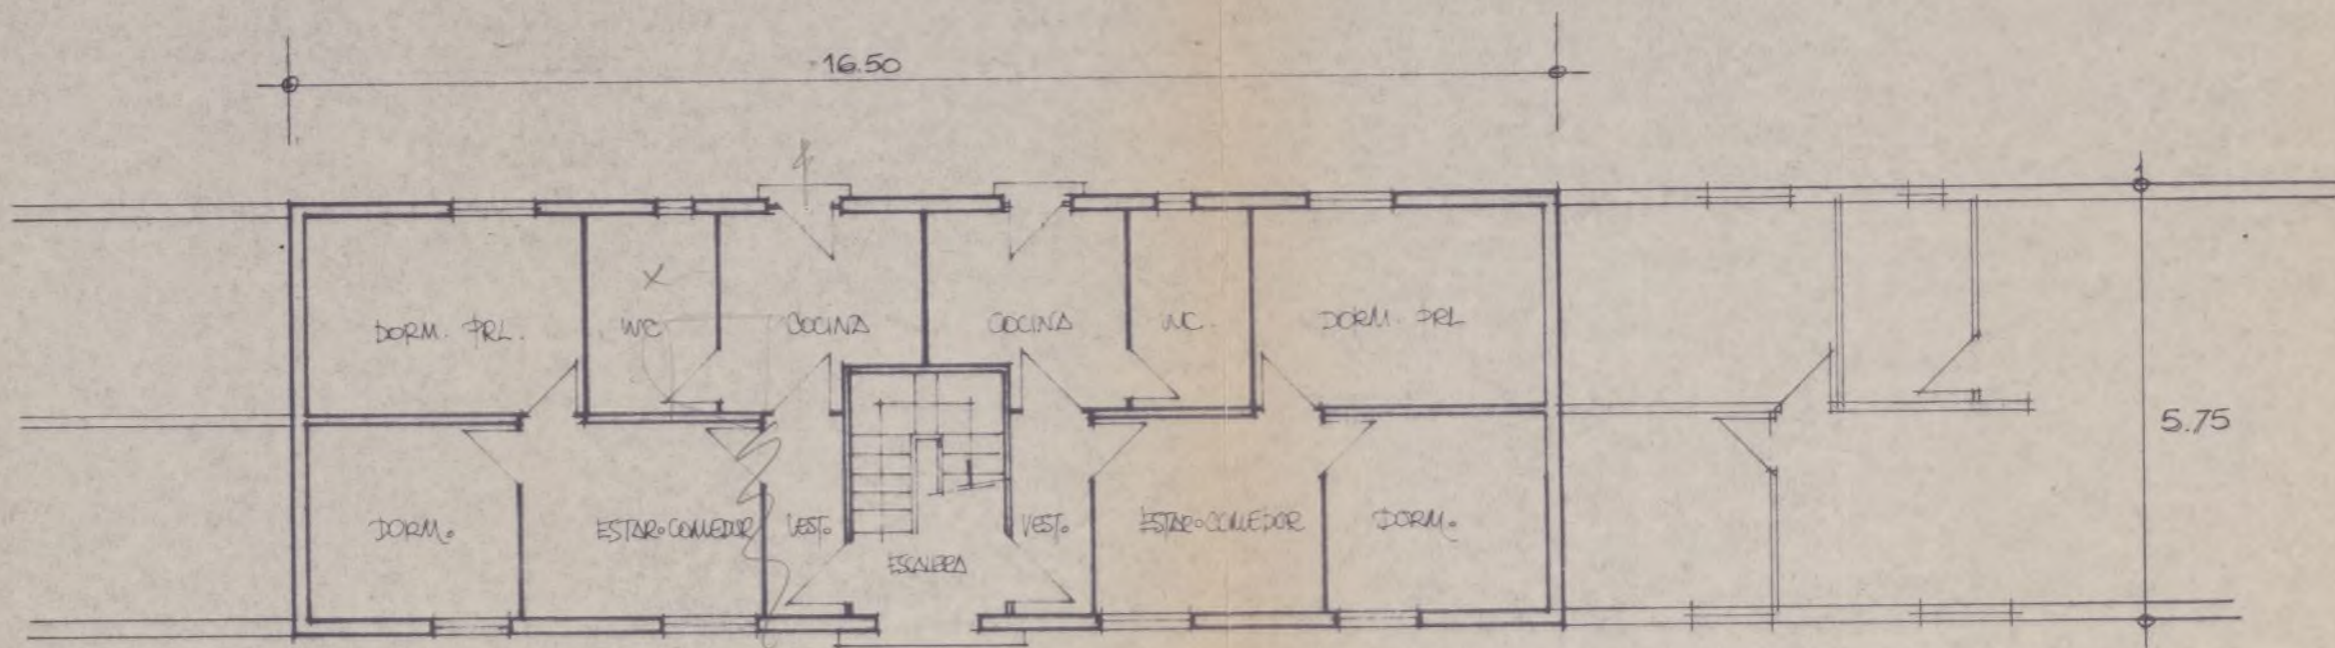 16.50
DORM. PRL.
WC
COCINA
COCINA
WC.
DORM. PRL
5.75
DORM.
ESTAR-COMEDOR
VEST.
ESCALERA
VEST.
ESTAR-COMEDOR
DORM.